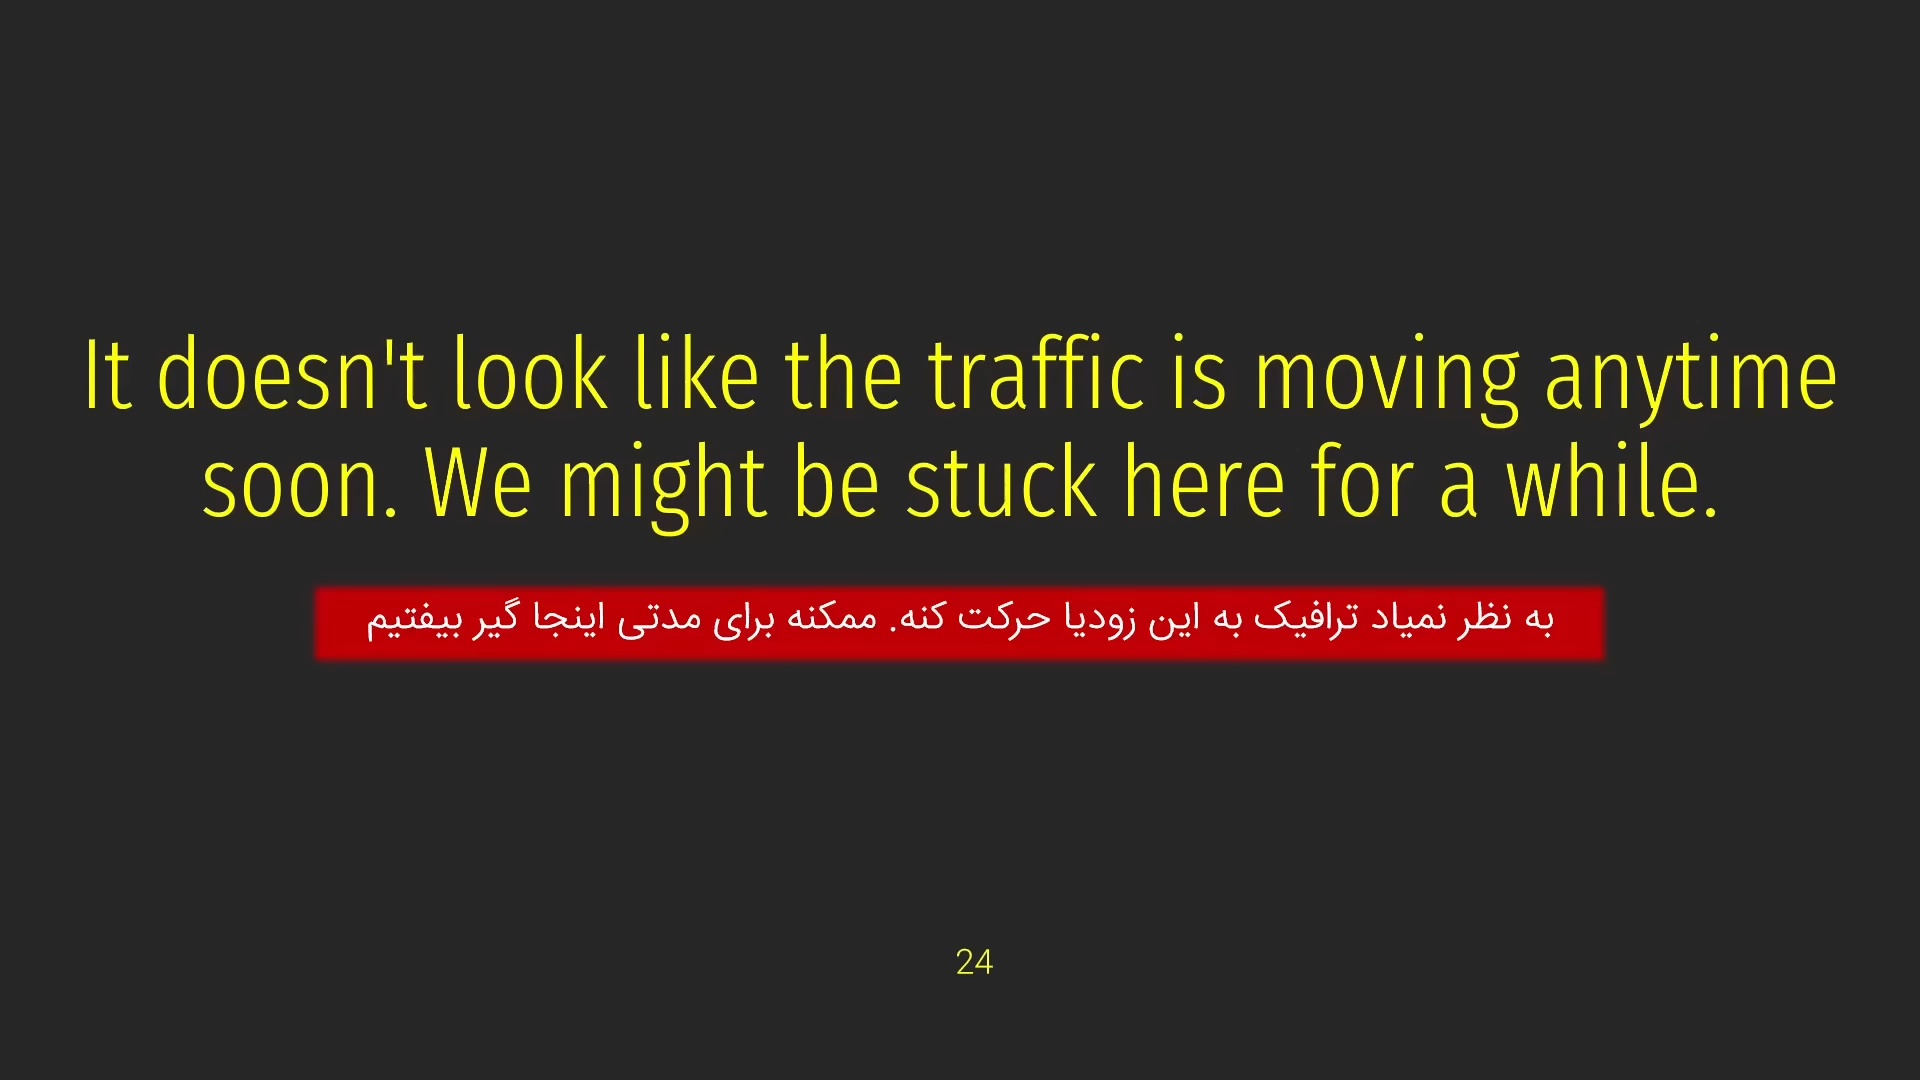 It doesn't look like the traffic is moving anytime
soon. We might be stuck here for a while.
به نظر نمیاد ترافیک به این زودیا حرکت کنه. ممکنه برای مدتی اینجا گیر بیفتیم
24